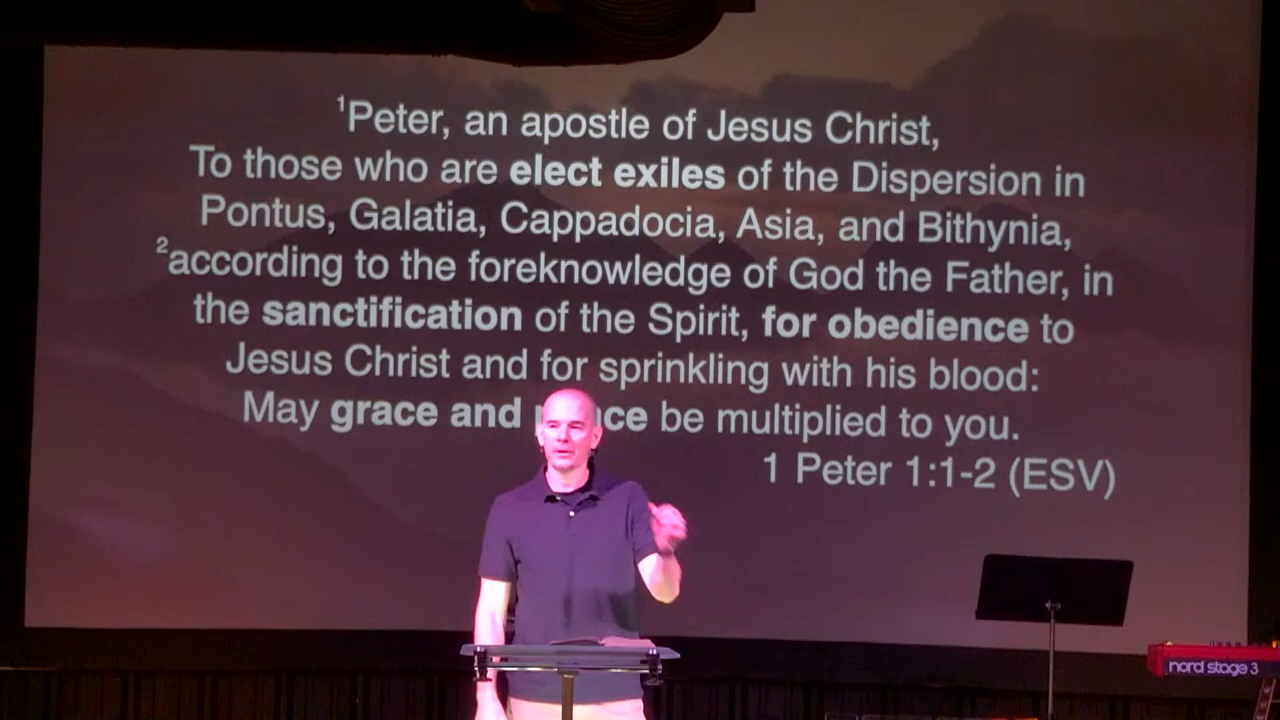 ¹Peter, an apostle of Jesus Christ,
To those who are elect exiles of the Dispersion in
Pontus, Galatia, Cappadocia, Asia, and Bithynia,
²according to the foreknowledge of God the Father, in
the sanctification of the Spirit, for obedience to
Jesus Christ and for sprinkling with his blood:
May grace and be multiplied to you.
1 Peter 1:1-2 (ESV)
nord stage 3